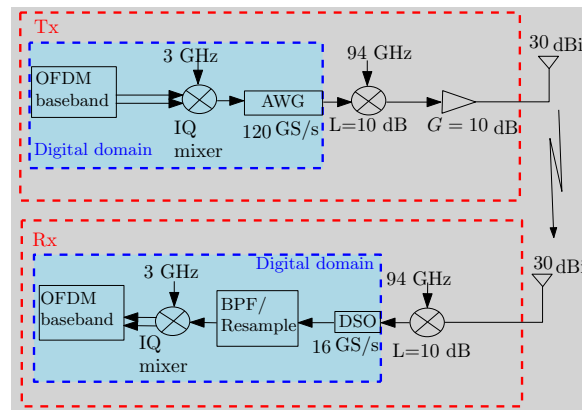 Tx
3 GHz
94 GHz
30 dBi
OFDM
baseband
AWG
IQ
mixer
120 GS/s
L=10 dB
G = 10 dB
Digital domain
Rx
Digital domain
3 GHz
94 GHz
30 dBi
OFDM
baseband
BPF/
Resample
DSO
IQ
mixer
16 GS/s
L=10 dB